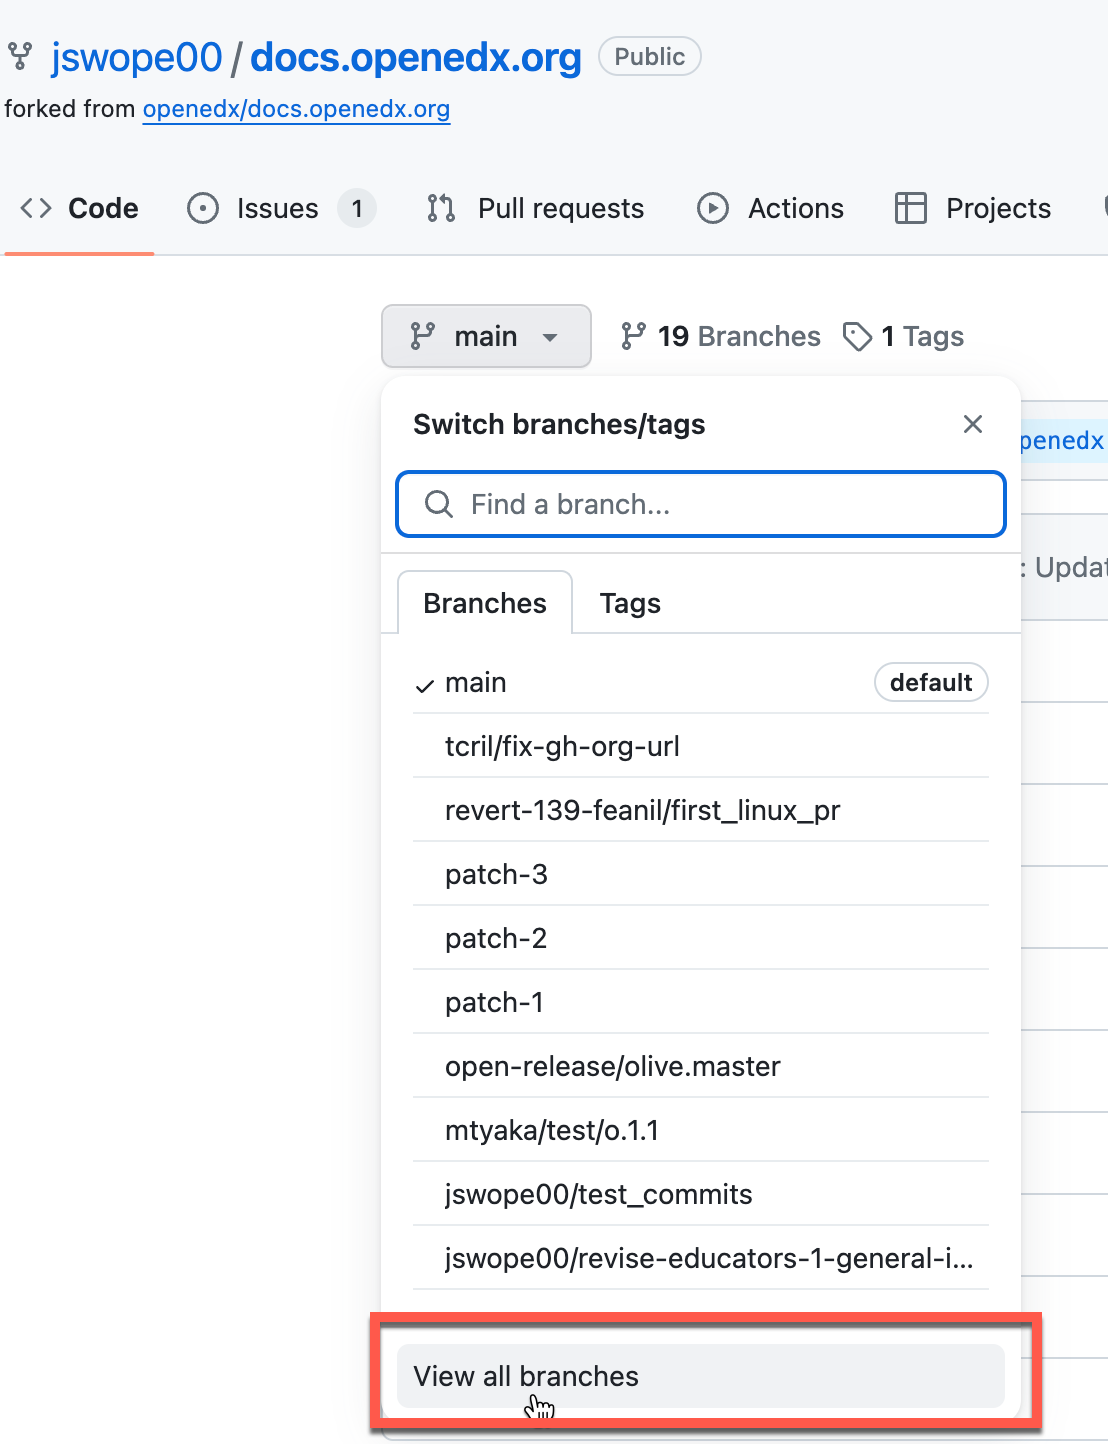 jswope00 / docs.openedx.org Public
forked from openedx/docs.openedx.org
Code Issues 1 Pull requests Actions Projects
main 19 Branches 1 Tags
Switch branches/tags
penedx
Find a branch...
: Updat
Branches Tags
main default
tcril/fix-gh-org-url
revert-139-feanil/first_linux_pr
patch-3
patch-2
patch-1
open-release/olive.master
mtyaka/test/o.1.1
jswope00/test_commits
jswope00/revise-educators-1-general-i...
View all branches